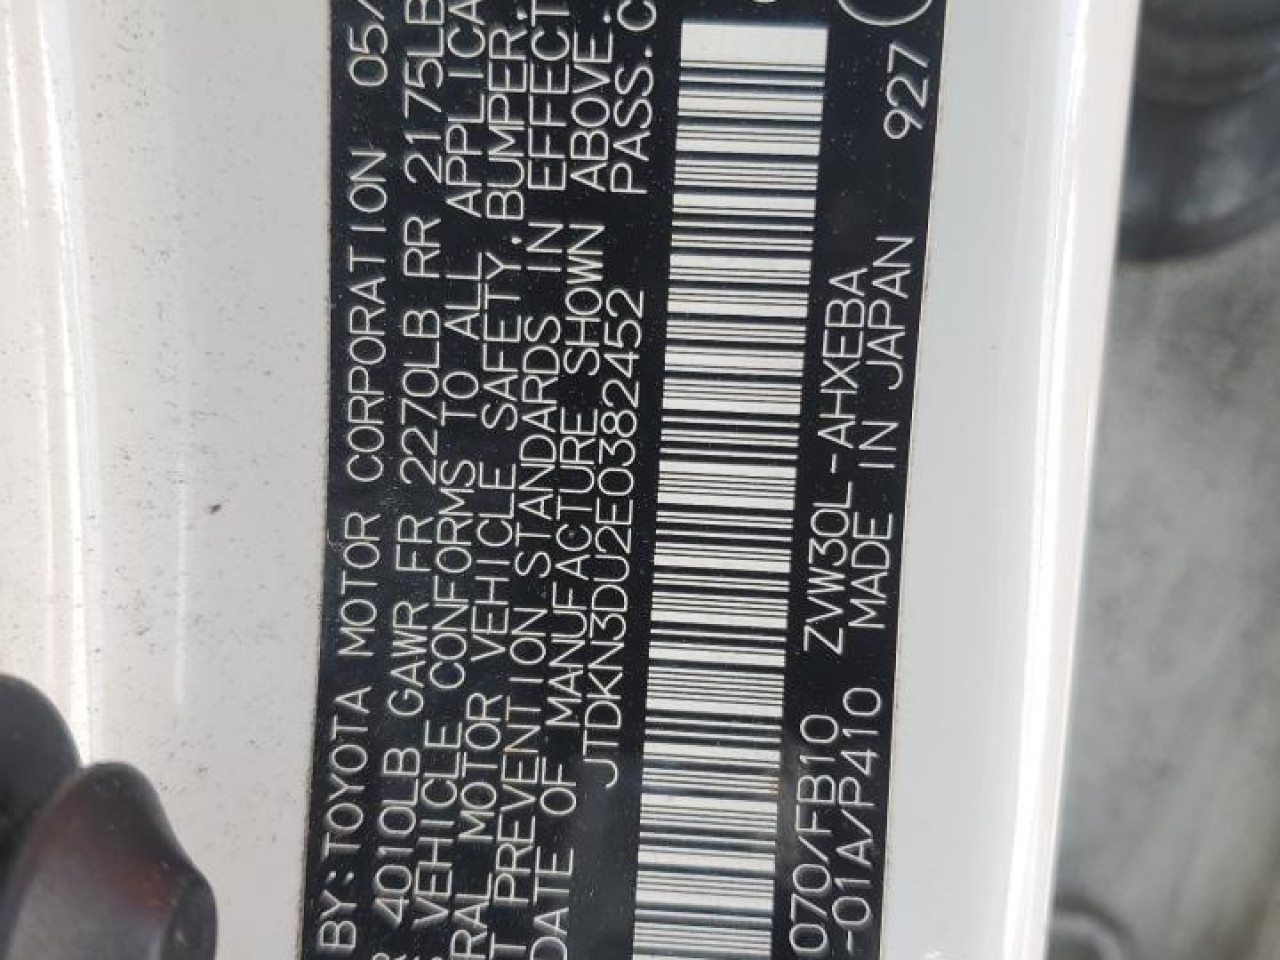 BY:TOYOTA MOTOR CORPORATION 05/
R 4010LB GAWR FR 2270LB RR 2175LB
VEHICLE CONFORMS TO ALL APPLICA
RAL MOTOR VEHICLE SAFETY, BUMPER,
T PREVENTION STANDARDS IN EFFECT
DATE OF MANUFACTURE SHOWN ABOVE.
JTDKN3DU2E0382452 PASS.C
070/FB10 ZVW30L-AHXEBA
-01A/P410 MADE IN JAPAN 927